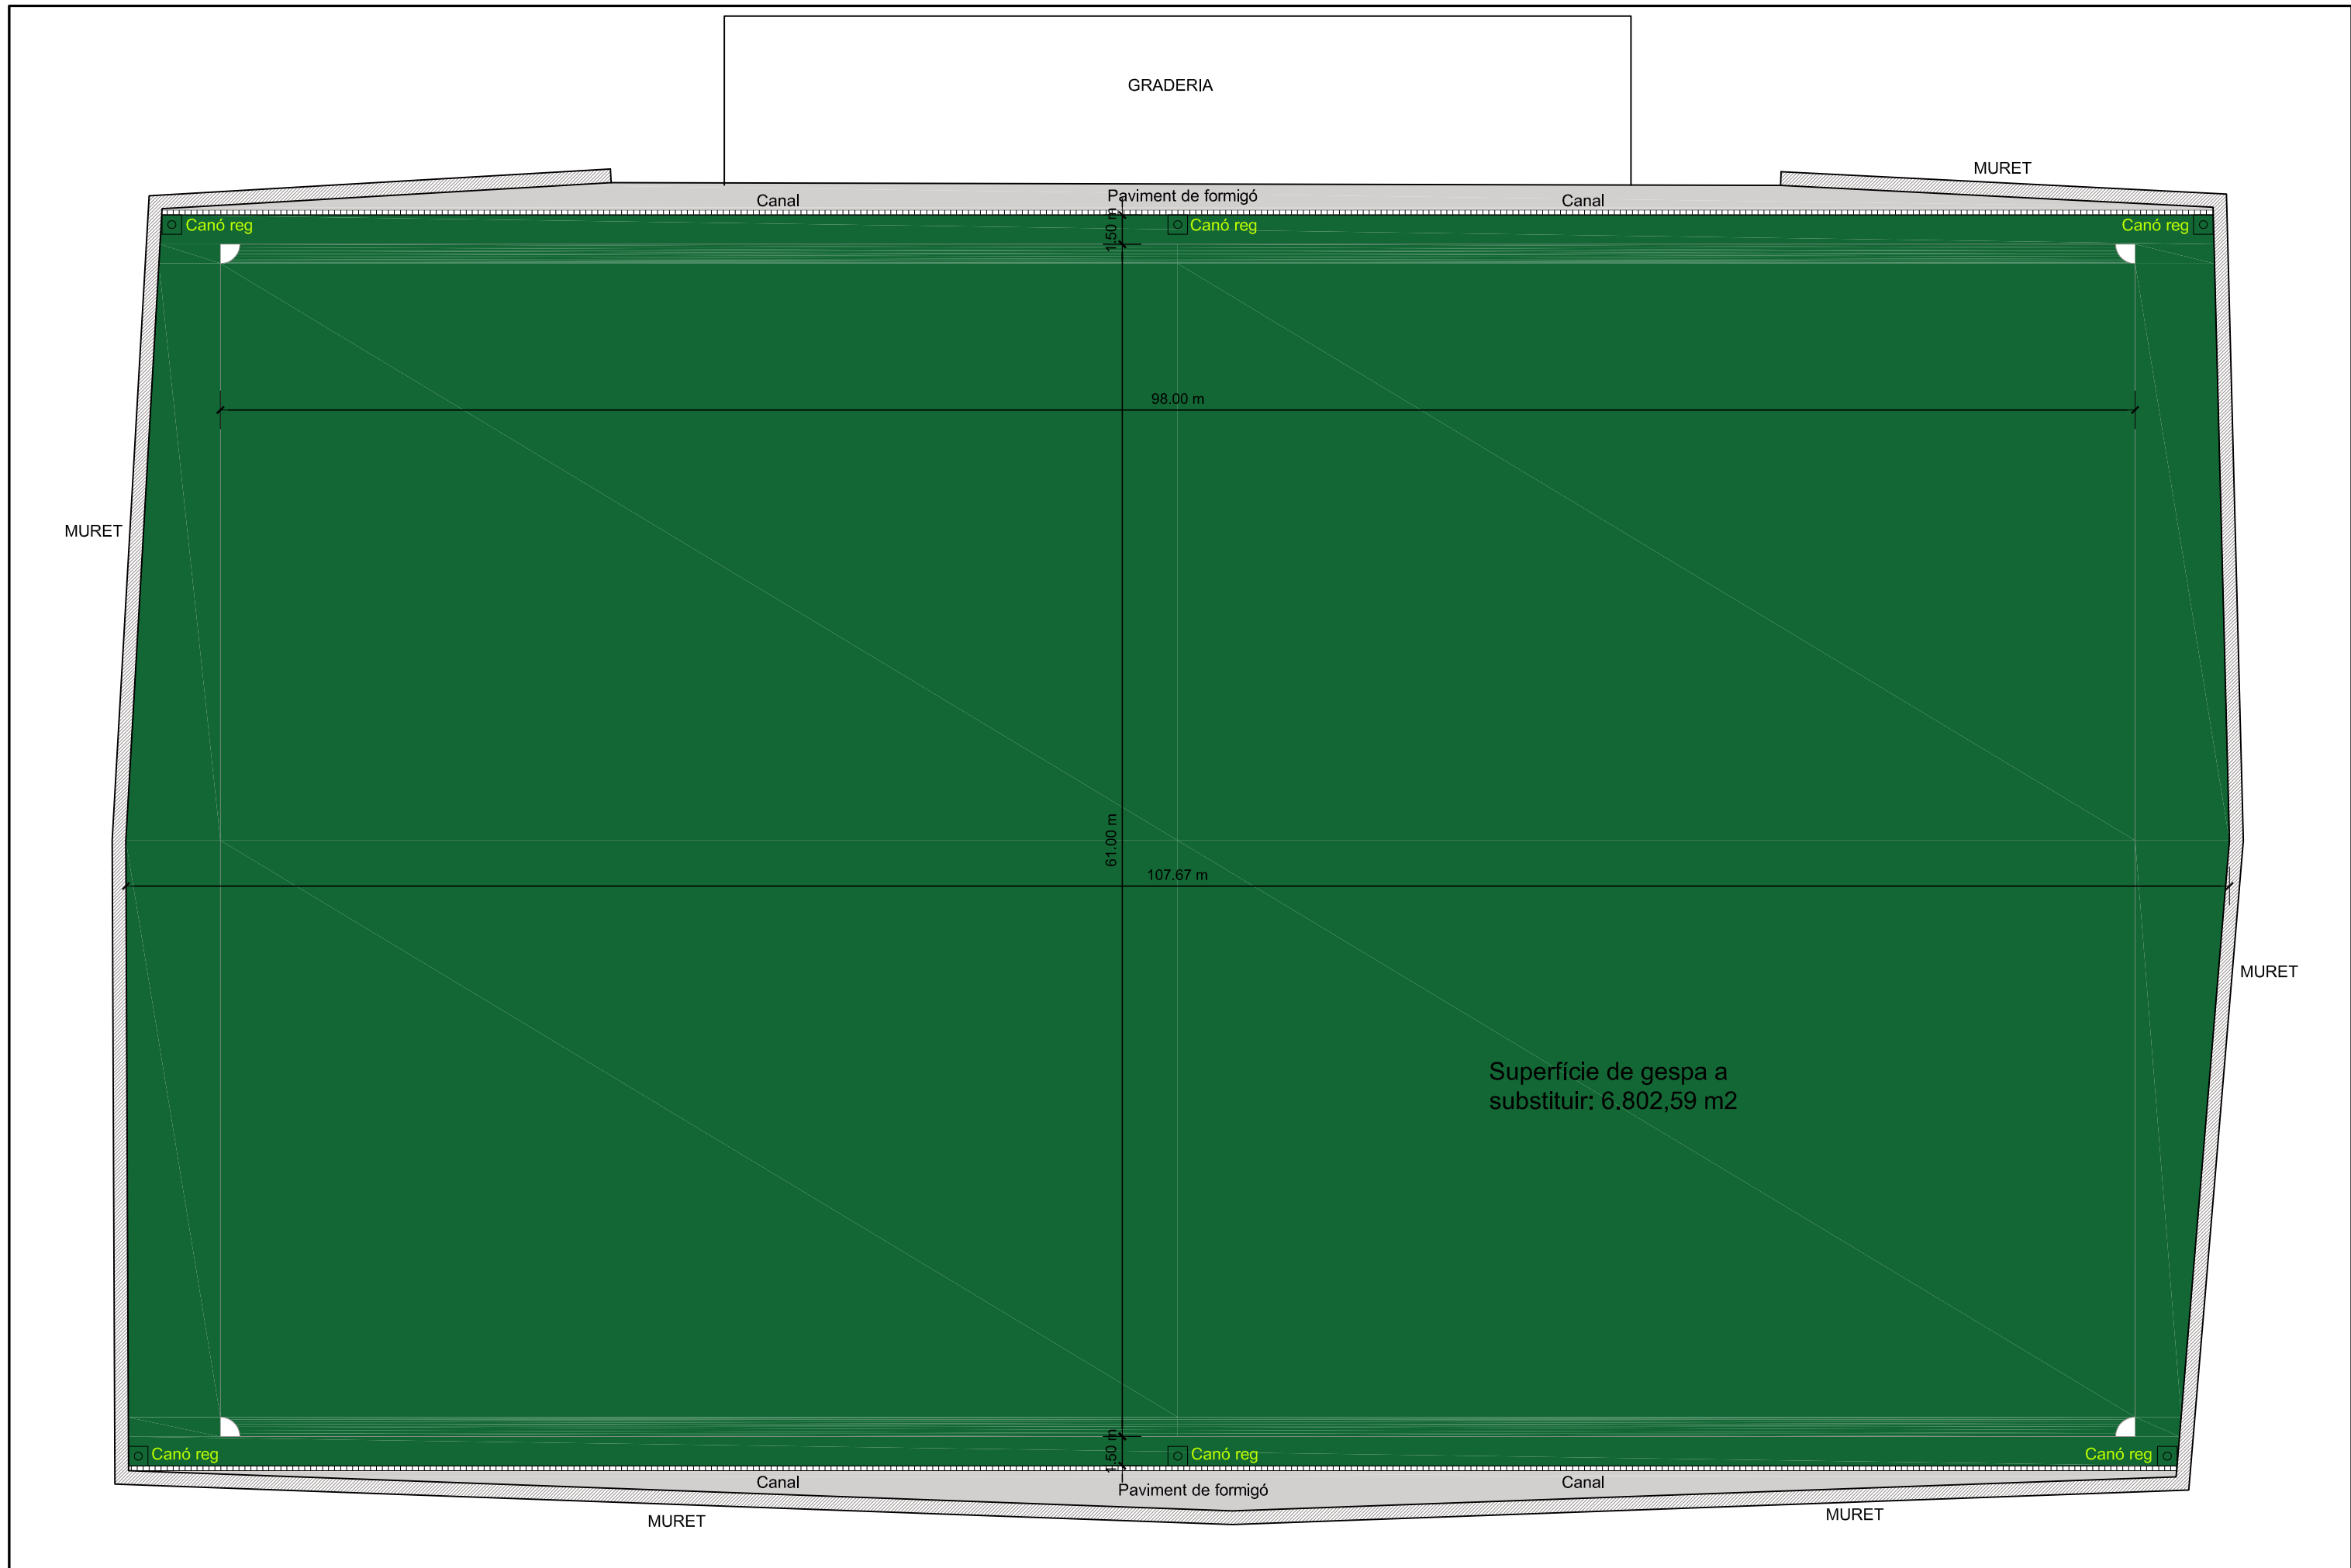 GRADERIA
MURET
Canal
Paviment de formigó
Canal
Canó reg
1.50 m
Canó reg
Canó reg
98.00 m
MURET
61.00 m
107.67 m
MURET
Superfície de gespa a
substituir: 6.802,59 m2
Canó reg
1.50 m
Canó reg
Canó reg
Canal
Paviment de formigó
Canal
MURET
MURET